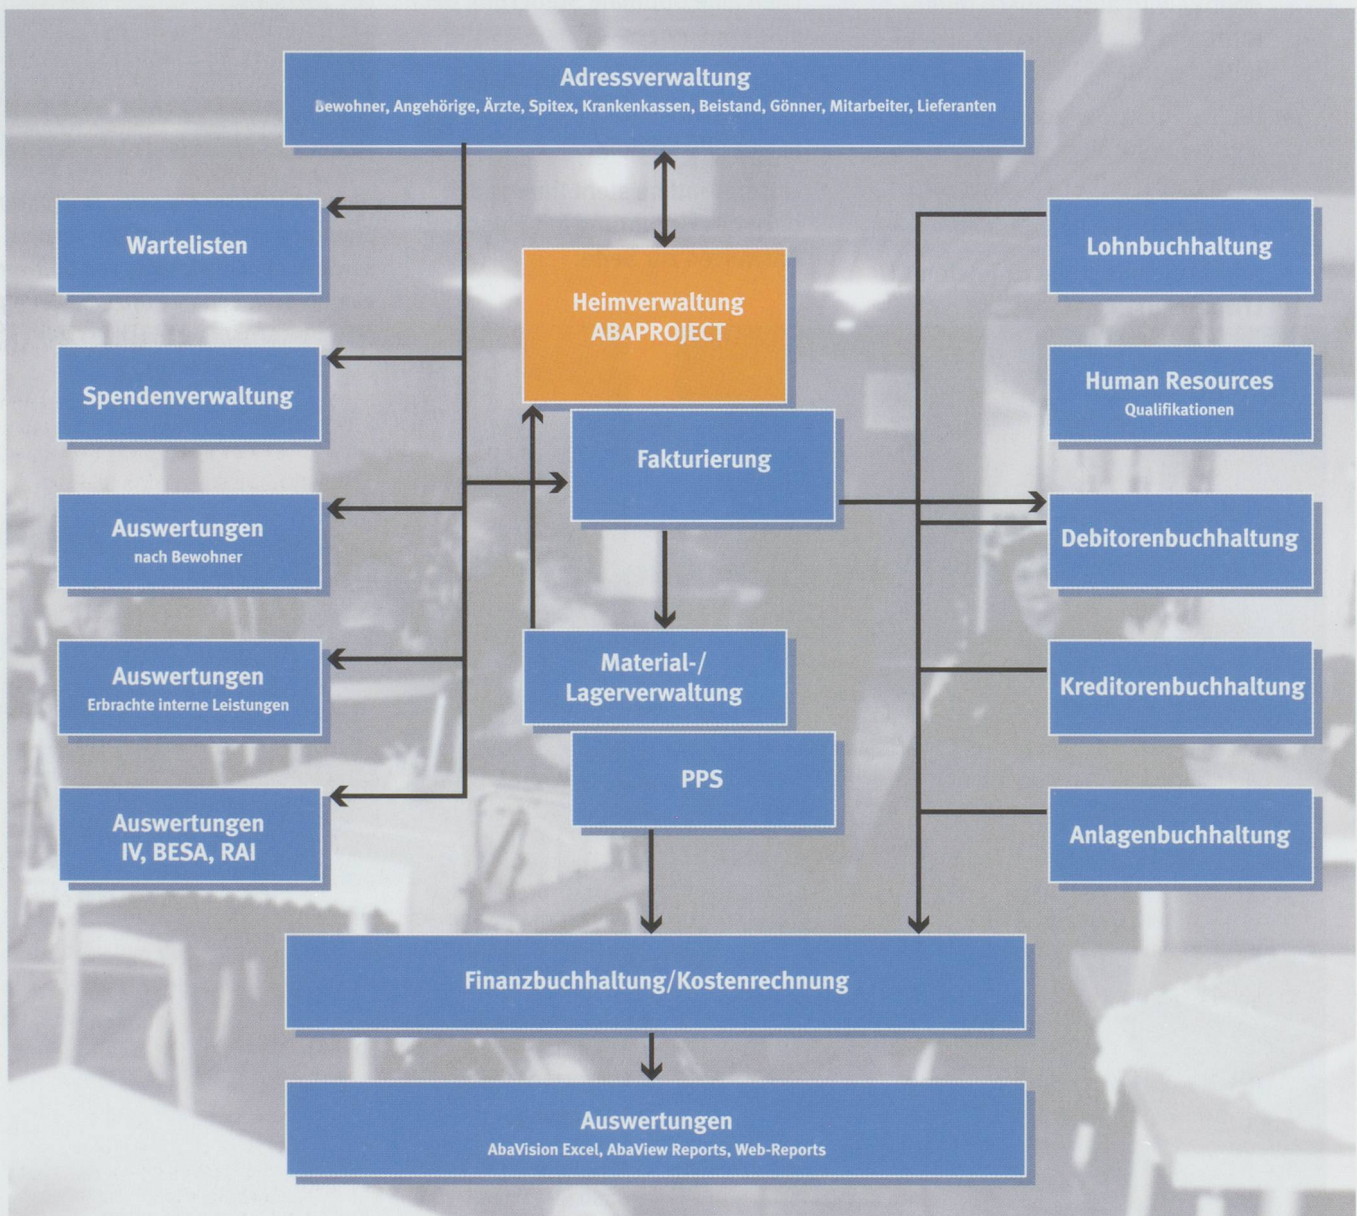 Adressverwaltung
Bewohner, Angehörige, Ärzte, Spitex, Krankenkassen, Beistand, Gönner, Mitarbeiter, Lieferanten
Wartelisten
Spendenverwaltung
Auswertungen
nach Bewohner
Auswertungen
Erbrachte interne Leistungen
Auswertungen
IV, BESA, RAI
Heimverwaltung
ABAPROJECT
Fakturierung
Material-/
Lagerverwaltung
PPS
Lohnbuchhaltung
Human Resources
Qualifikationen
Debitorenbuchhaltung
Kreditorenbuchhaltung
Anlagenbuchhaltung
Finanzbuchhaltung/Kostenrechnung
Auswertungen
AbaVision Excel, AbaView Reports, Web-Reports